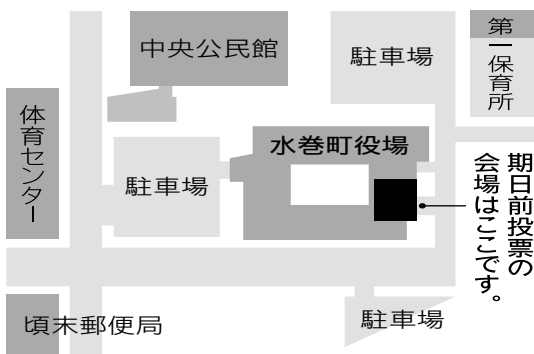 中央公民館
駐車場
第一保育所
体育センター
水巻町役場
駐車場
期日前投票の
会場はここです。
頃末郵便局
駐車場